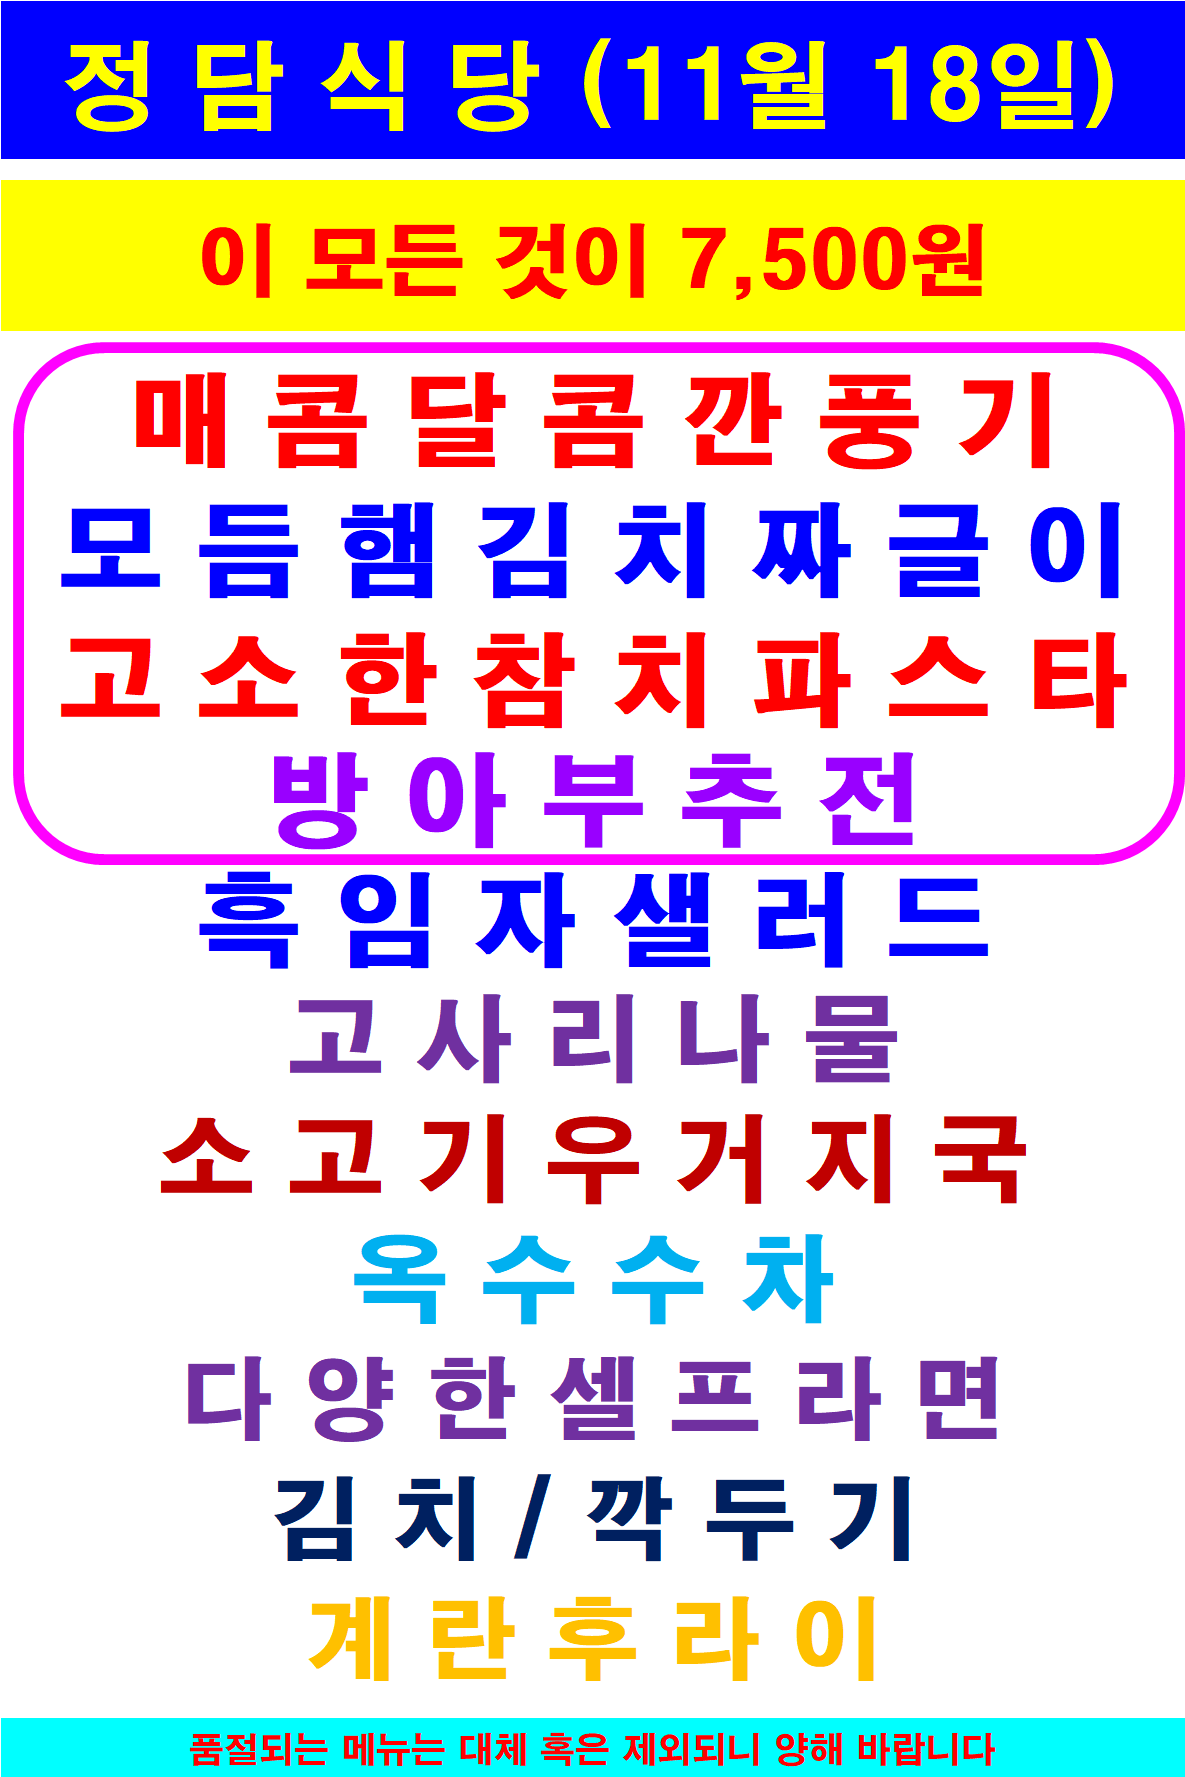 정 담 식 당 (11월 18일)
이 모든 것이 7,500원
매 콤 달 콤 깐 풍 기
모 듬 햄 김 치 짜 글 이
고 소 한 참 치 파 스 타
방 아 부 추 전
흑 임 자 샐 러 드
고 사 리 나 물
소 고 기 우 거 지 국
옥 수 수 차
다 양 한 셀 프 라 면
김 치 / 깍 두 기
계 란 후 라 이
품절되는 메뉴는 대체 혹은 제외되니 양해 바랍니다